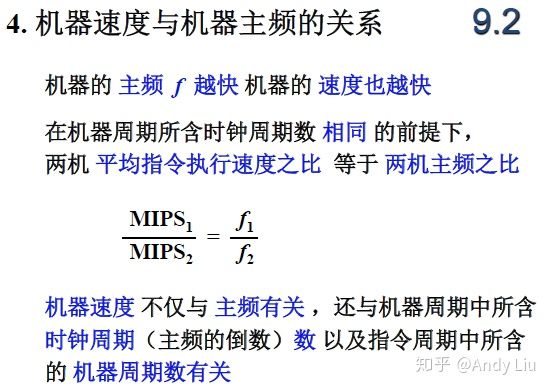 4. 机器速度与机器主频的关系 9.2
机器的 主频 f 越快 机器的 速度也越快
在机器周期所含时钟周期数 相同 的前提下，
两机 平均指令执行速度之比 等于 两机主频之比
MIPS1 / MIPS2 = f1 / f2
机器速度 不仅与 主频有关 ，还与机器周期中所含
时钟周期（主频的倒数）数 以及指令周期中所含
的 机器周期数有关
知乎 @Andy Liu